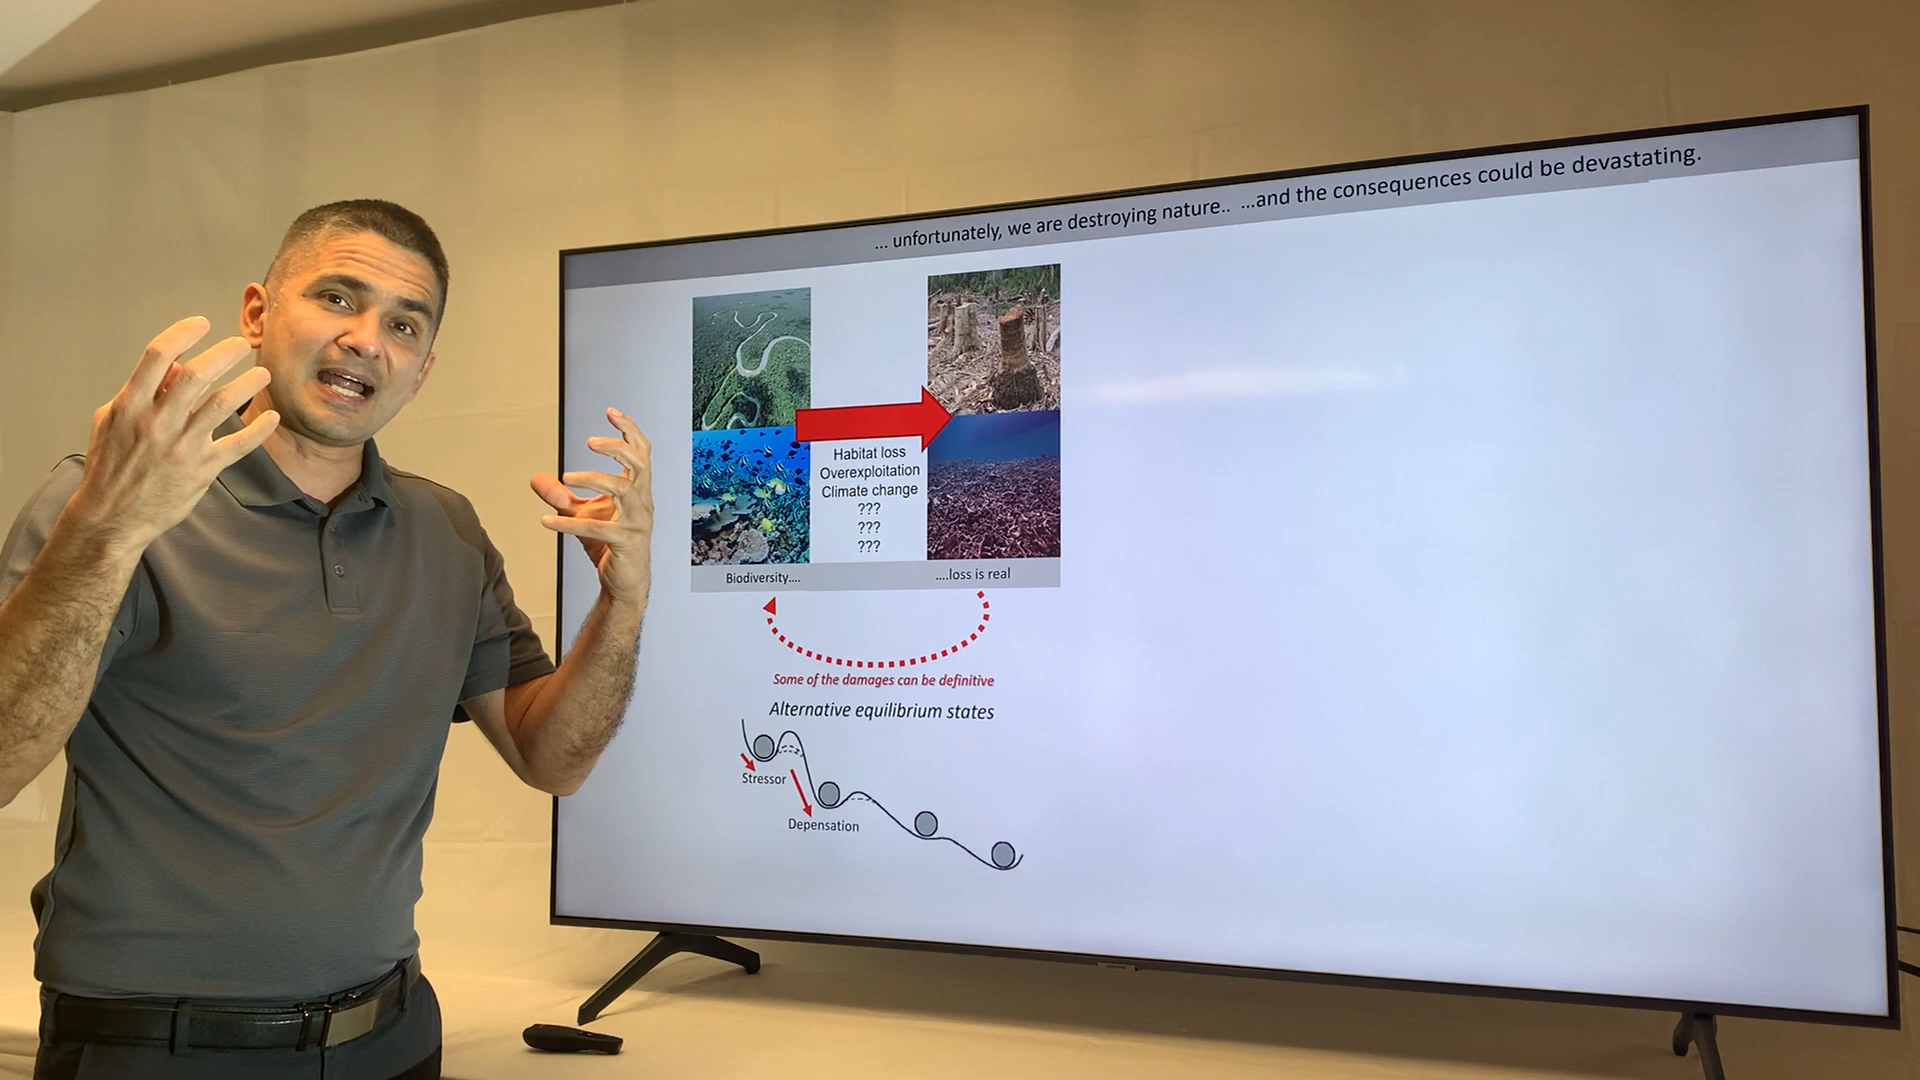 ... unfortunately, we are destroying nature.. ...and the consequences could be devastating.
Habitat loss
Overexploitation
Climate change
???
???
???
Biodiversity....
....loss is real
Some of the damages can be definitive
Alternative equilibrium states
Stressor
Depensation